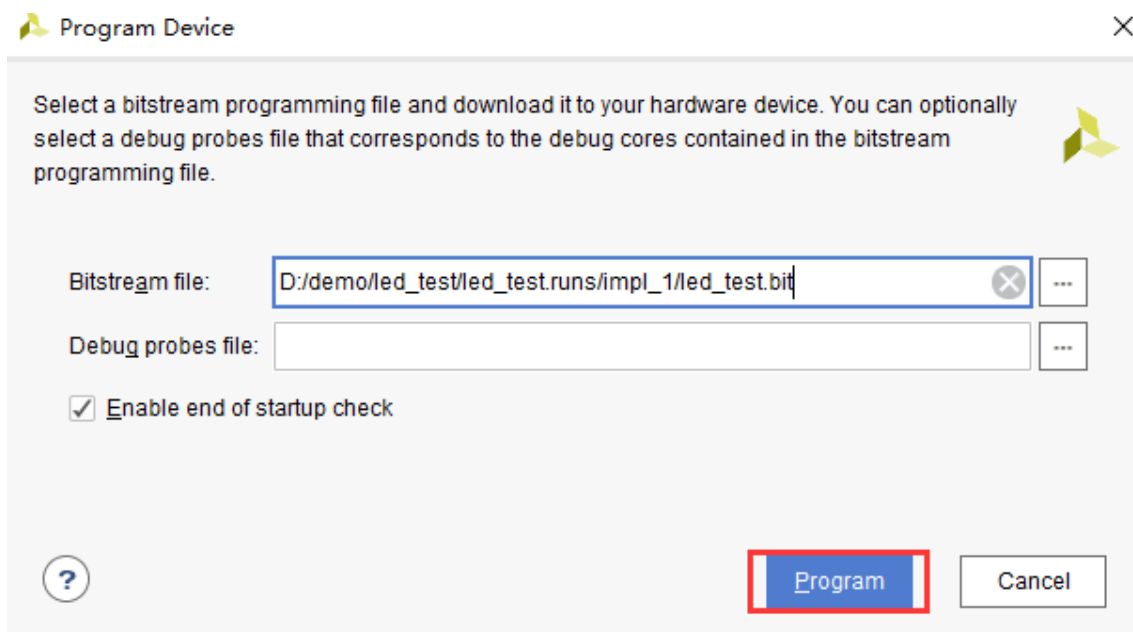 Program Device
Select a bitstream programming file and download it to your hardware device. You can optionally
select a debug probes file that corresponds to the debug cores contained in the bitstream
programming file.
Bitstream file: D:/demo/led_test/led_test.runs/impl_1/led_test.bit ...
Debug probes file: ...
Enable end of startup check
? Program Cancel